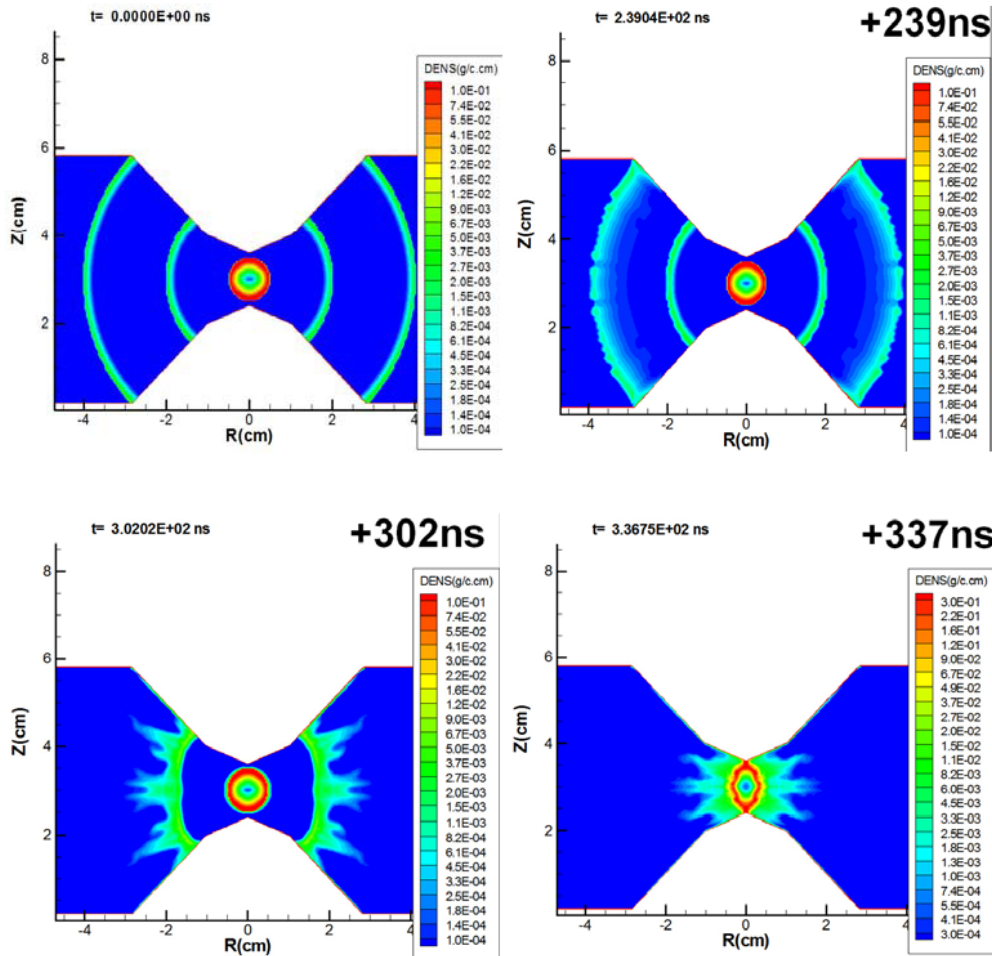 t= 0.0000E+00 ns
8
6
4
2
Z(cm)
-4
-2
0
2
4
R(cm)
DENS(g/c.cm)
1.0E-01
7.4E-02
5.5E-02
4.1E-02
3.0E-02
2.2E-02
1.6E-02
1.2E-02
9.0E-03
6.7E-03
5.0E-03
3.7E-03
2.7E-03
2.0E-03
1.5E-03
1.1E-03
8.2E-04
6.1E-04
4.5E-04
3.3E-04
2.5E-04
1.8E-04
1.4E-04
1.0E-04
t= 2.3904E+02 ns
+239ns
8
6
4
2
Z(cm)
-4
-2
0
2
4
R(cm)
DENS(g/c.cm)
1.0E-01
7.4E-02
5.5E-02
4.1E-02
3.0E-02
2.2E-02
1.6E-02
1.2E-02
9.0E-03
6.7E-03
5.0E-03
3.7E-03
2.7E-03
2.0E-03
1.5E-03
1.1E-03
8.2E-04
6.1E-04
4.5E-04
3.3E-04
2.5E-04
1.8E-04
1.4E-04
1.0E-04
t= 3.0202E+02 ns
+302ns
8
6
4
2
Z(cm)
-4
-2
0
2
4
R(cm)
DENS(g/c.cm)
1.0E-01
7.4E-02
5.5E-02
4.1E-02
3.0E-02
2.2E-02
1.6E-02
1.2E-02
9.0E-03
6.7E-03
5.0E-03
3.7E-03
2.7E-03
2.0E-03
1.5E-03
1.1E-03
8.2E-04
6.1E-04
4.5E-04
3.3E-04
2.5E-04
1.8E-04
1.4E-04
1.0E-04
t= 3.3675E+02 ns
+337ns
8
6
4
2
Z(cm)
-4
-2
0
2
4
R(cm)
DENS(g/c.cm)
3.0E-01
2.2E-01
1.6E-01
1.2E-01
9.0E-02
6.7E-02
4.9E-02
3.7E-02
2.7E-02
2.0E-02
1.5E-02
1.1E-02
8.2E-03
6.0E-03
4.5E-03
3.3E-03
2.5E-03
1.8E-03
1.3E-03
1.0E-03
7.4E-04
5.5E-04
4.1E-04
3.0E-04